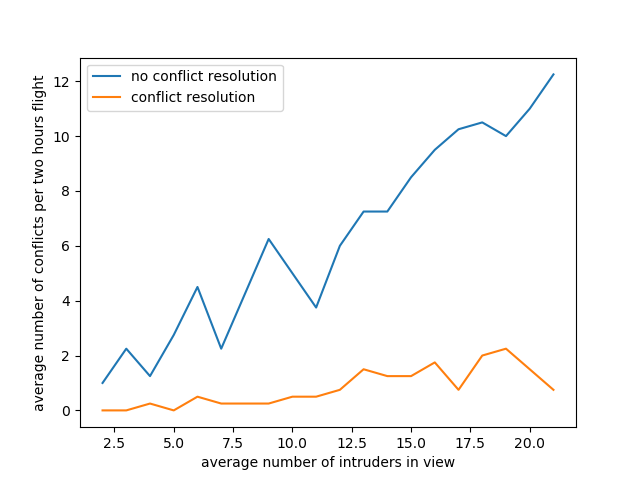 no conflict resolution
conflict resolution
average number of conflicts per two hours flight
12
10
8
6
4
2
0
2.5 5.0 7.5 10.0 12.5 15.0 17.5 20.0
average number of intruders in view